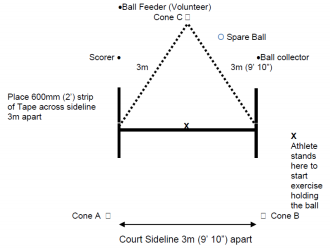 •Ball Feeder (Volunteer)
Cone C
Spare Ball
Scorer •
•Ball collector
3m
3m (9' 10")
Place 600mm (2') strip
of Tape across sideline
3m apart
X
X
Athlete
stands
here to
start
exercise
holding
the ball
Cone A
Cone B
Court Sideline 3m (9' 10") apart